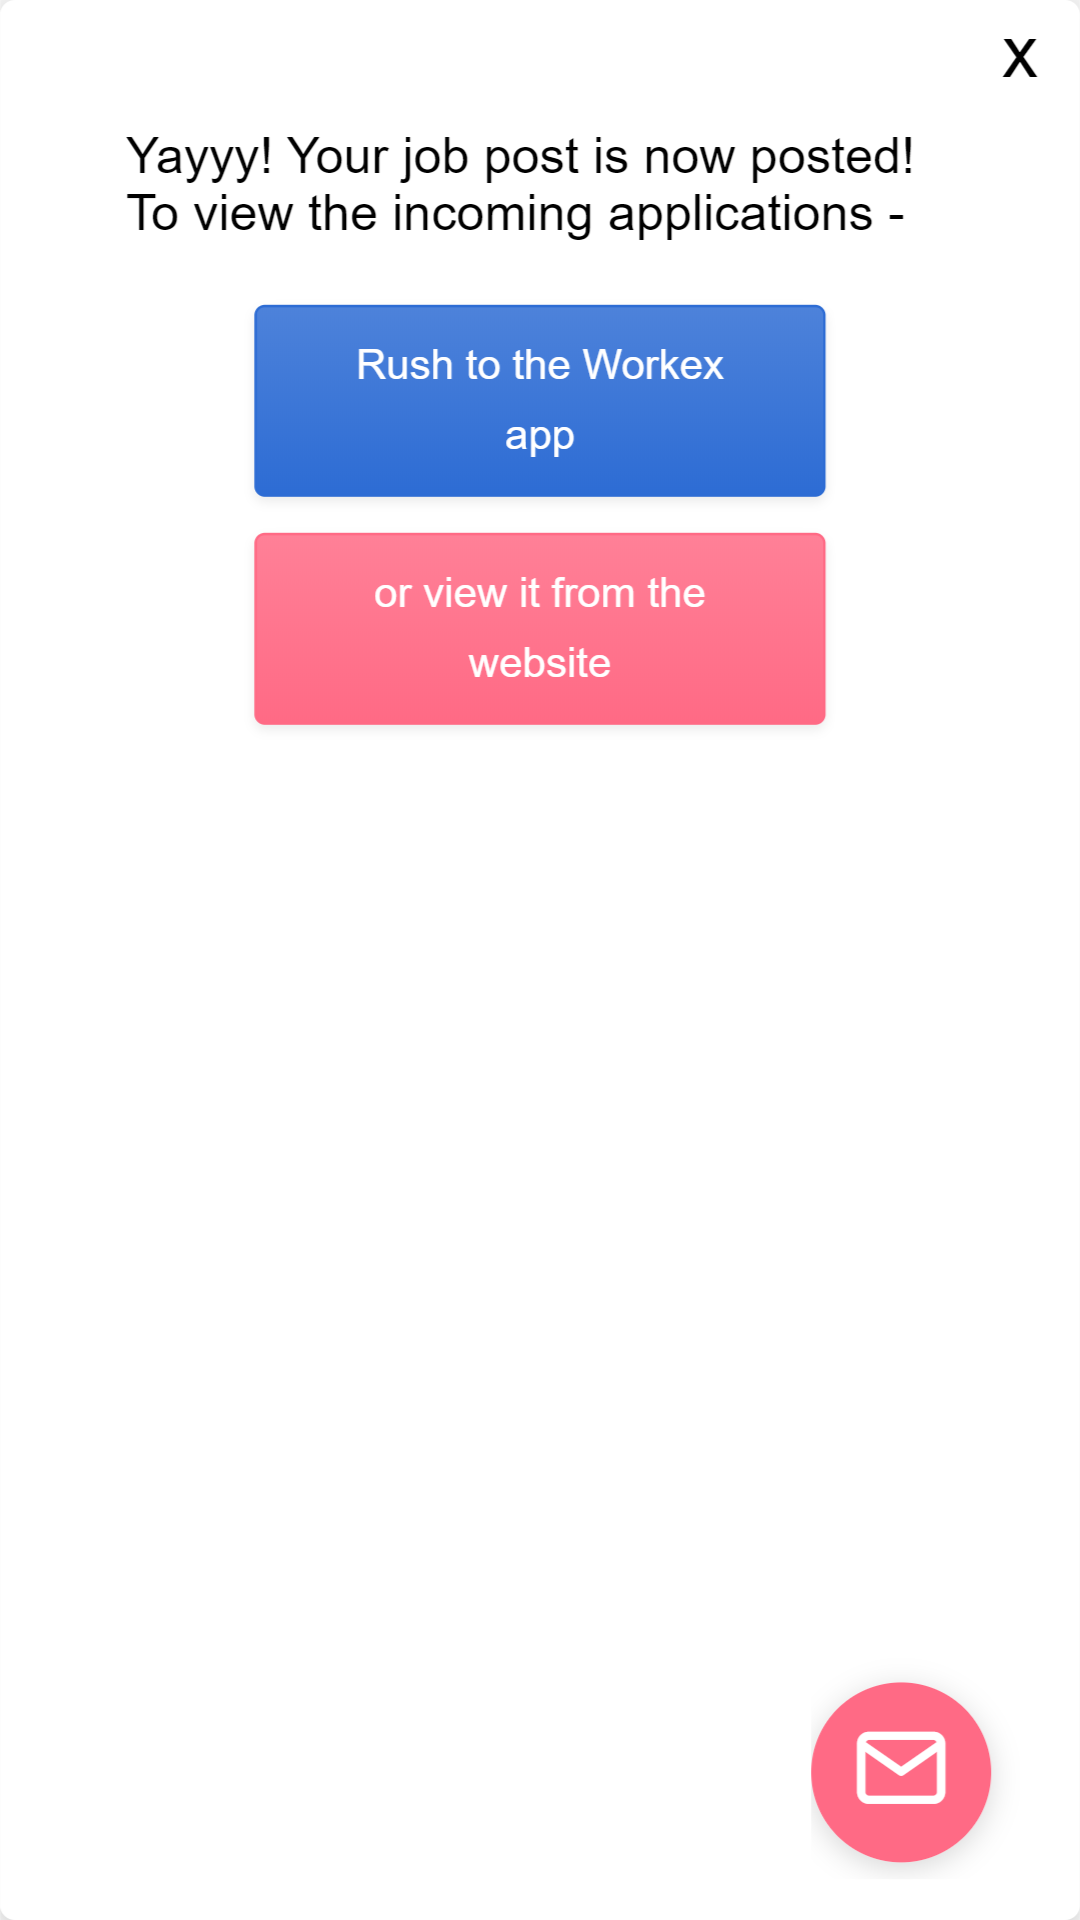 X
Yayyy! Your job post is now posted!
To view the incoming applications -
Rush to the Workex
app
or view it from the
website